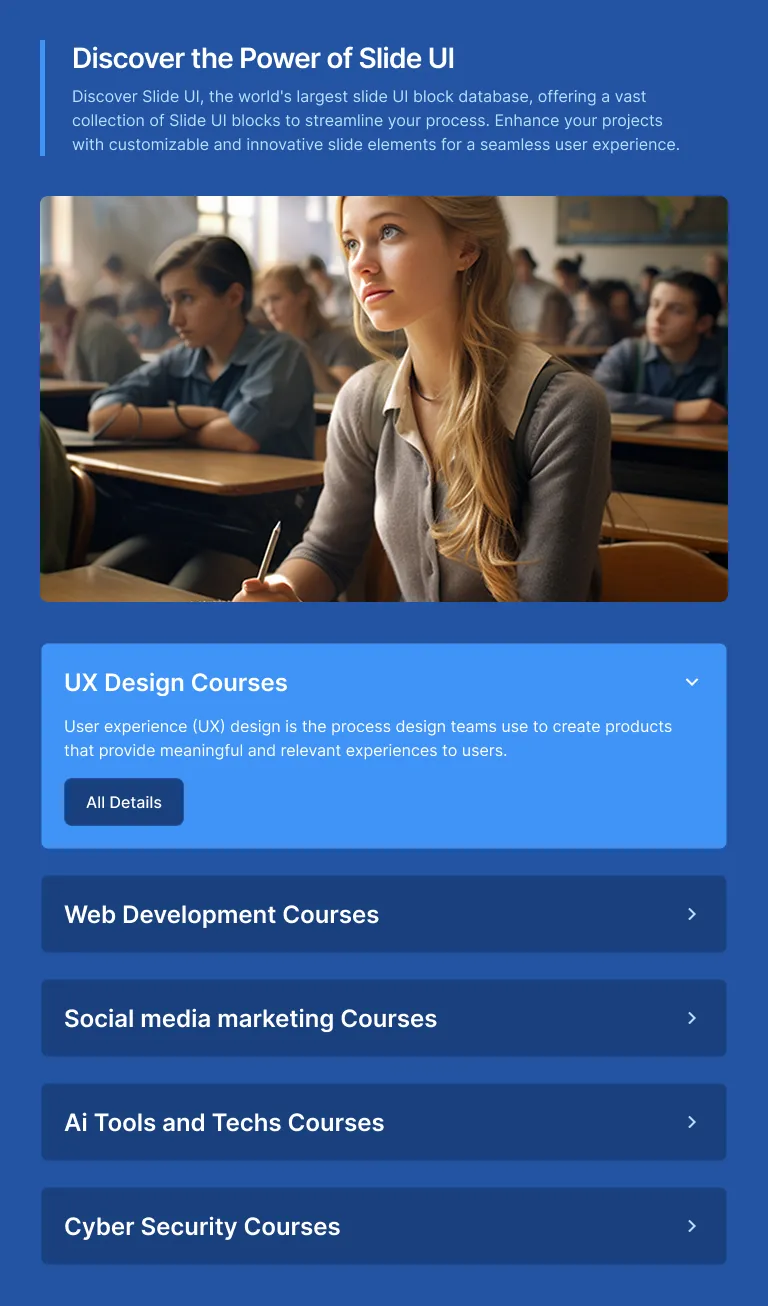 Discover the Power of Slide UI
Discover Slide UI, the world's largest slide UI block database, offering a vast
collection of Slide UI blocks to streamline your process. Enhance your projects
with customizable and innovative slide elements for a seamless user experience.
UX Design Courses
User experience (UX) design is the process design teams use to create products
that provide meaningful and relevant experiences to users.
All Details
Web Development Courses
Social media marketing Courses
Ai Tools and Techs Courses
Cyber Security Courses